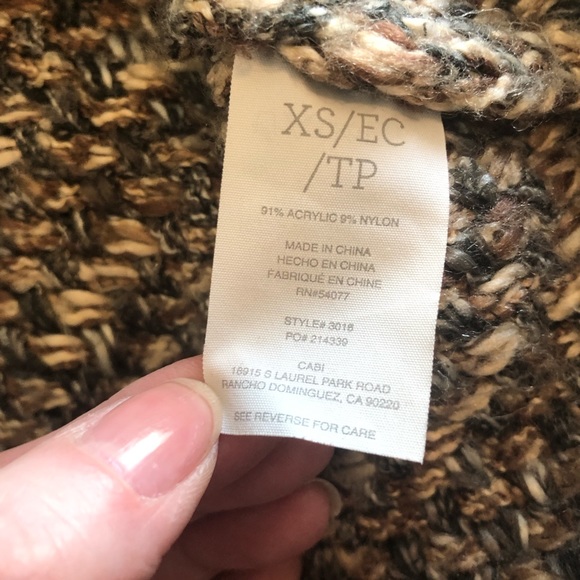 XS/EC
/TP
91% ACRYLIC 9% NYLON
MADE IN CHINA
HECHO EN CHINA
FABRIQUÉ EN CHINE
RN#54077
STYLE# 3016
PO# 214339
CABI
18915 S LAUREL PARK ROAD
RANCHO DOMINGUEZ, CA 90220
SEE REVERSE FOR CARE